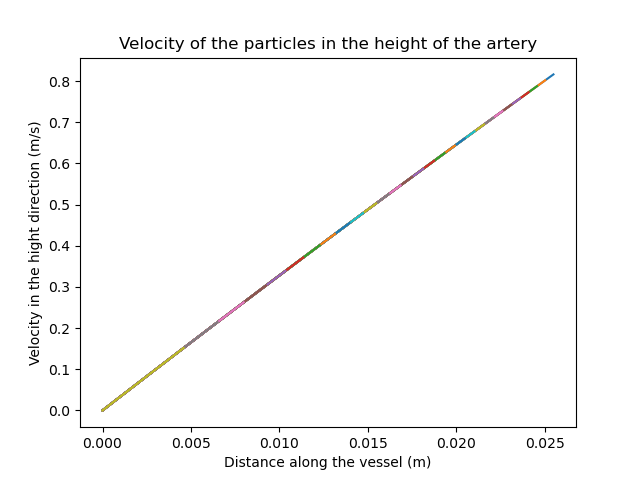 Velocity of the particles in the height of the artery
0.8
0.7
0.6
0.5
0.4
0.3
0.2
0.1
0.0
Velocity in the hight direction (m/s)
0.000 0.005 0.010 0.015 0.020 0.025
Distance along the vessel (m)